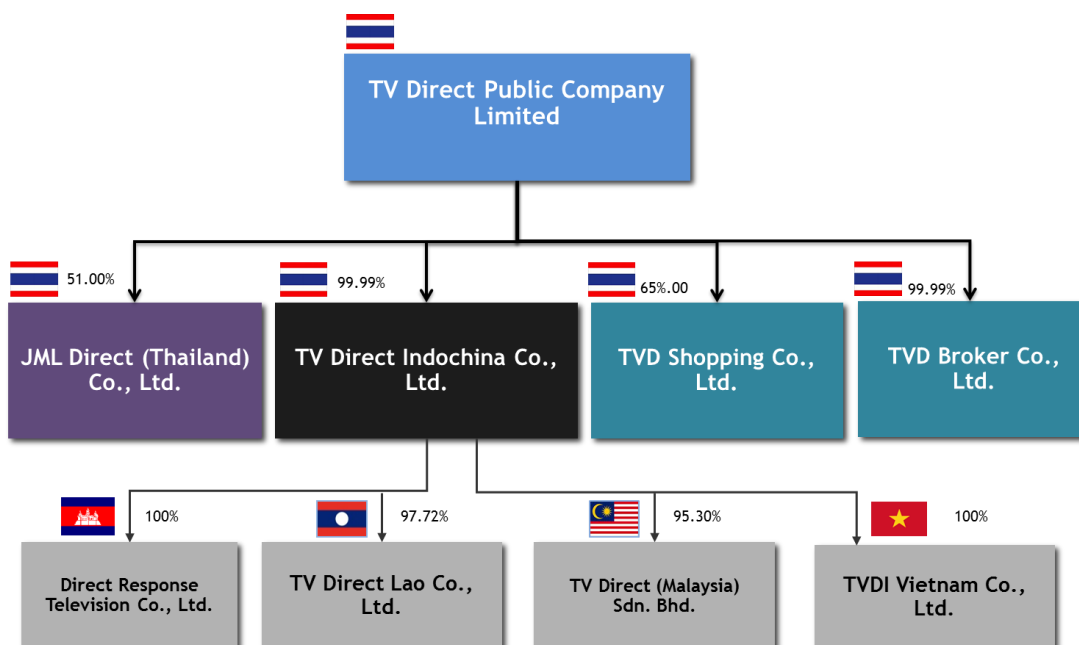 TV Direct Public Company
Limited
51.00%
99.99%
65%.00
99.99%
JML Direct (Thailand)
Co., Ltd.
TV Direct Indochina Co.,
Ltd.
TVD Shopping Co.,
Ltd.
TVD Broker Co.,
Ltd.
100%
97.72%
95.30%
100%
Direct Response
Television Co., Ltd.
TV Direct Lao Co.,
Ltd.
TV Direct (Malaysia)
Sdn. Bhd.
TVDI Vietnam Co.,
Ltd.